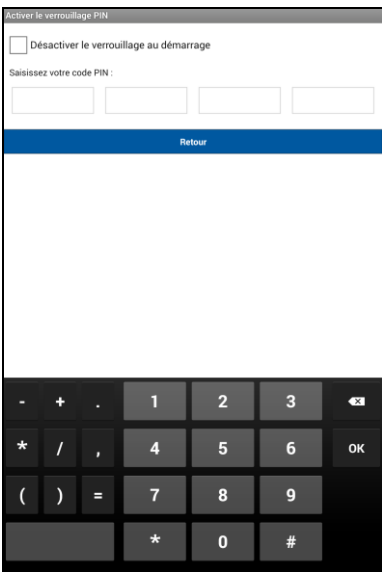 Activer le verrouillage PIN
Désactiver le verrouillage au démarrage
Saisissez votre code PIN :
Retour
- + . 1 2 3
* / , 4 5 6 OK
( ) = 7 8 9
* 0 #